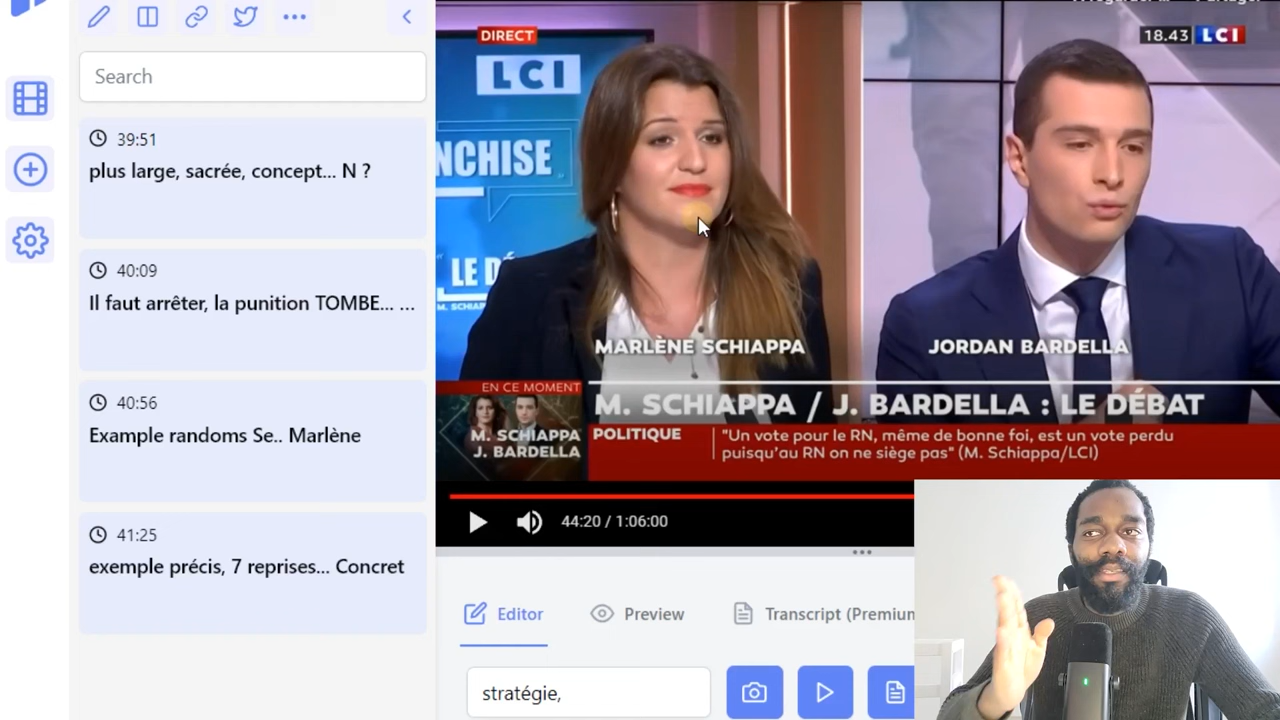 Search
39:51
plus large, sacrée, concept... N ?
40:09
Il faut arrêter, la punition TOMBE... ...
40:56
Example randoms Se.. Marlène
41:25
exemple précis, 7 reprises... Concret
DIRECT
LCI
18.43 LCI
NCHISE
LE DÉ
MARLÈNE SCHIAPPA
JORDAN BARDELLA
EN CE MOMENT
M. SCHIAPPA
J. BARDELLA
M. SCHIAPPA / J. BARDELLA : LE DÉBAT
POLITIQUE
"Un vote pour le RN, même de bonne foi, est un vote perdu
puisqu'au RN on ne siège pas" (M. Schiappa/LCI)
44:20 / 1:06:00
Editor
Preview
Transcript (Premium
stratégie,